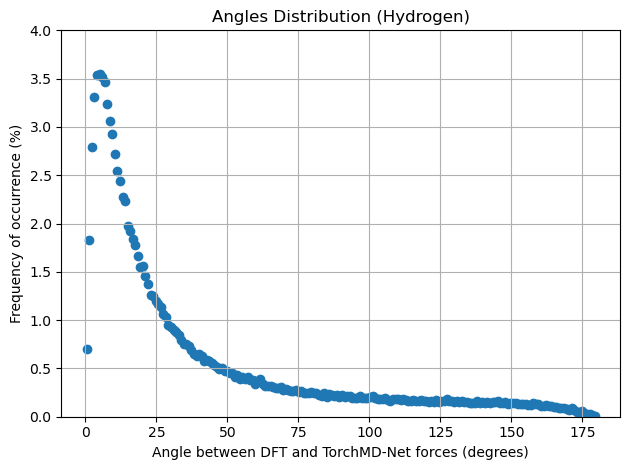 Angles Distribution (Hydrogen)
Frequency of occurrence (%)
4.0
3.5
3.0
2.5
2.0
1.5
1.0
0.5
0.0
0 25 50 75 100 125 150 175
Angle between DFT and TorchMD-Net forces (degrees)